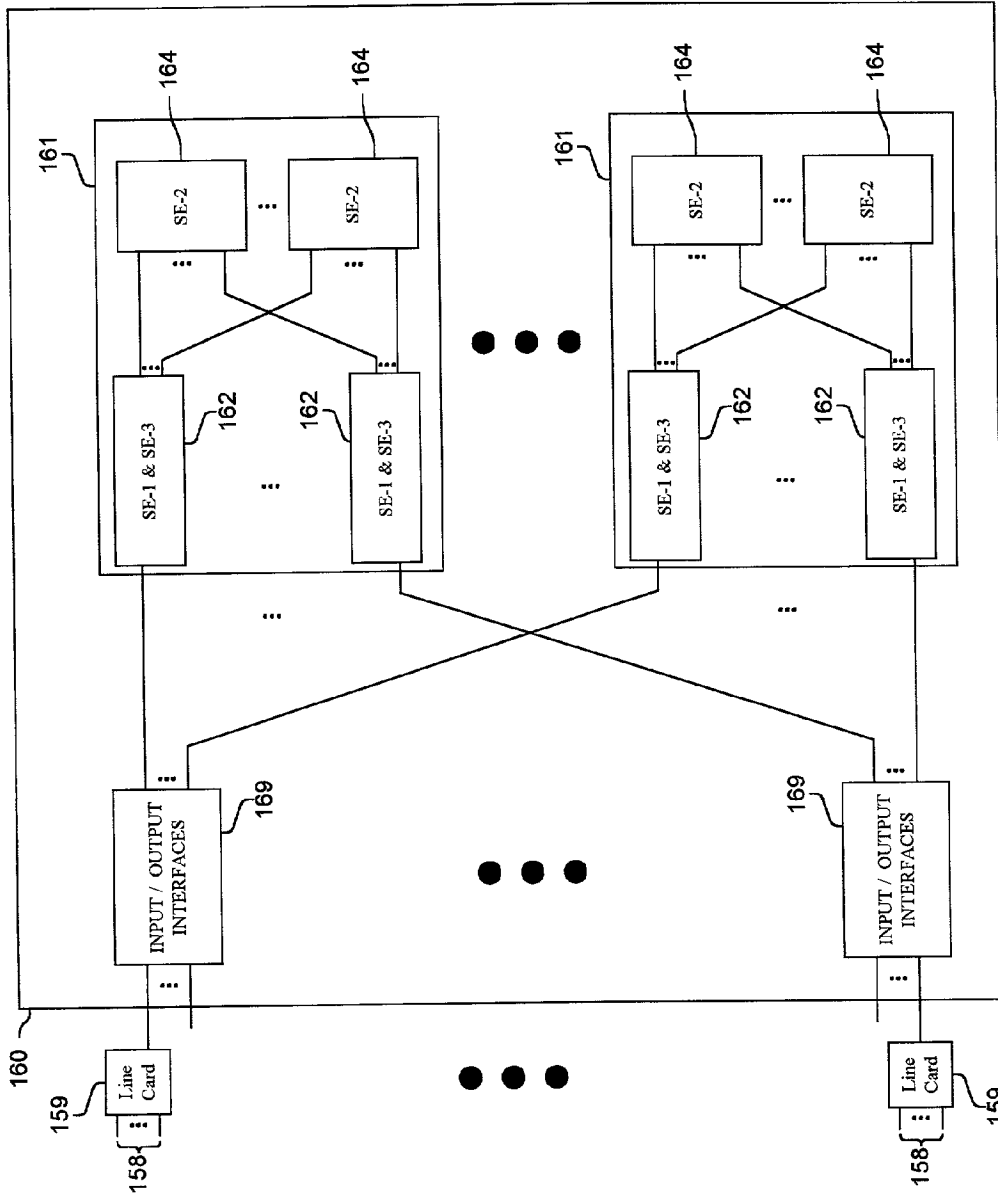 160
158
159
Line
Card
INPUT / OUTPUT
INTERFACES
169
161
SE-1 & SE-3
162
SE-1 & SE-3
162
SE-2
164
SE-2
164
158
159
Line
Card
INPUT / OUTPUT
INTERFACES
169
161
SE-1 & SE-3
162
SE-1 & SE-3
162
SE-2
164
SE-2
164